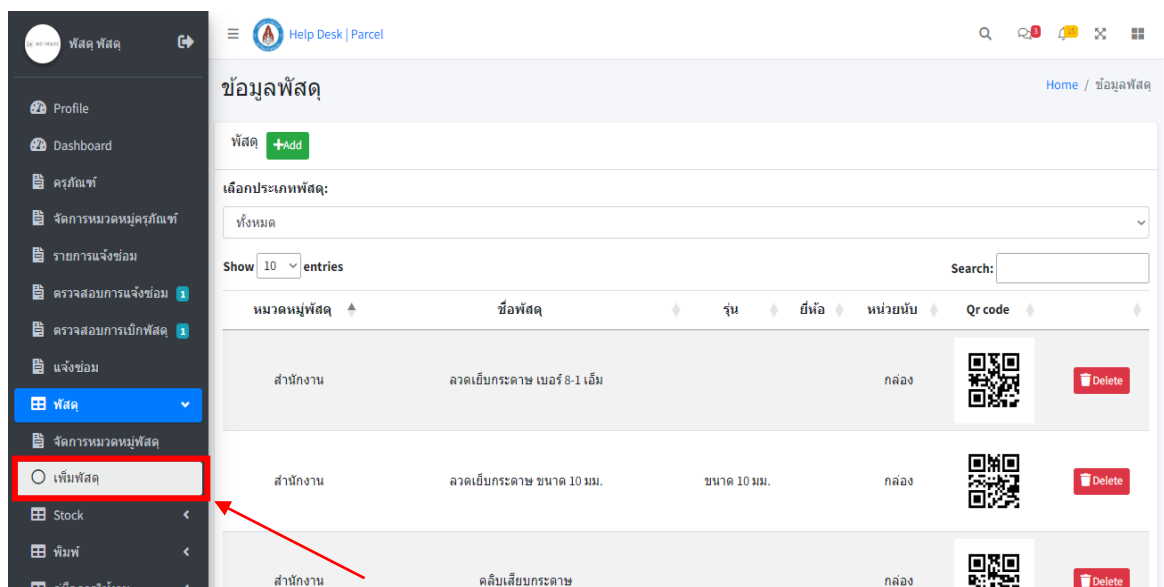 พัสดุ พัสดุ
Help Desk | Parcel
3
15
ข้อมูลพัสดุ
Home / ข้อมูลพัสดุ
Profile
Dashboard
ครุภัณฑ์
จัดการหมวดหมู่ครุภัณฑ์
รายการแจ้งซ่อม
ตรวจสอบการแจ้งซ่อม 1
ตรวจสอบการเบิกพัสดุ 1
แจ้งซ่อม
พัสดุ
จัดการหมวดหมู่พัสดุ
เพิ่มพัสดุ
Stock
พิมพ์
พัสดุ +Add
เลือกประเภทพัสดุ:
ทั้งหมด
Show 10 entries
Search:
หมวดหมู่พัสดุ ชื่อพัสดุ รุ่น ยี่ห้อ หน่วยนับ Qr code
สำนักงาน ลวดเย็บกระดาษ เบอร์ 8-1 เอ็ม กล่อง Delete
สำนักงาน ลวดเย็บกระดาษ ขนาด 10 มม. ขนาด 10 มม. กล่อง Delete
สำนักงาน คลิบเสียบกระดาษ กล่อง Delete